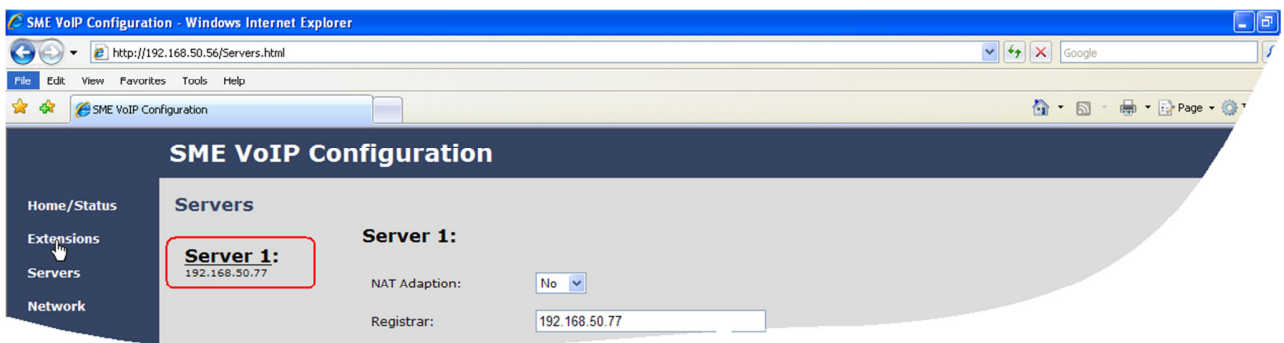 SME VoIP Configuration - Windows Internet Explorer
http://192.168.50.56/Servers.html
Google
File Edit View Favorites Tools Help
SME VoIP Configuration
Page
SME VoIP Configuration
Home/Status
Extensions
Servers
Network
Servers
Server 1:
192.168.50.77
Server 1:
NAT Adaption: No
Registrar: 192.168.50.77